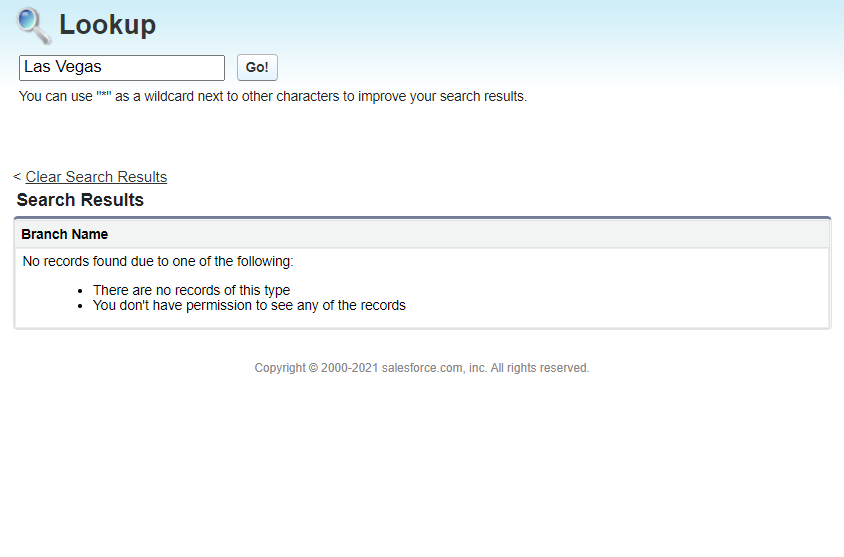 Lookup
Las Vegas
Go!
You can use "*" as a wildcard next to other characters to improve your search results.
< Clear Search Results
Search Results
Branch Name
No records found due to one of the following:
• There are no records of this type
• You don't have permission to see any of the records
Copyright © 2000-2021 salesforce.com, inc. All rights reserved.